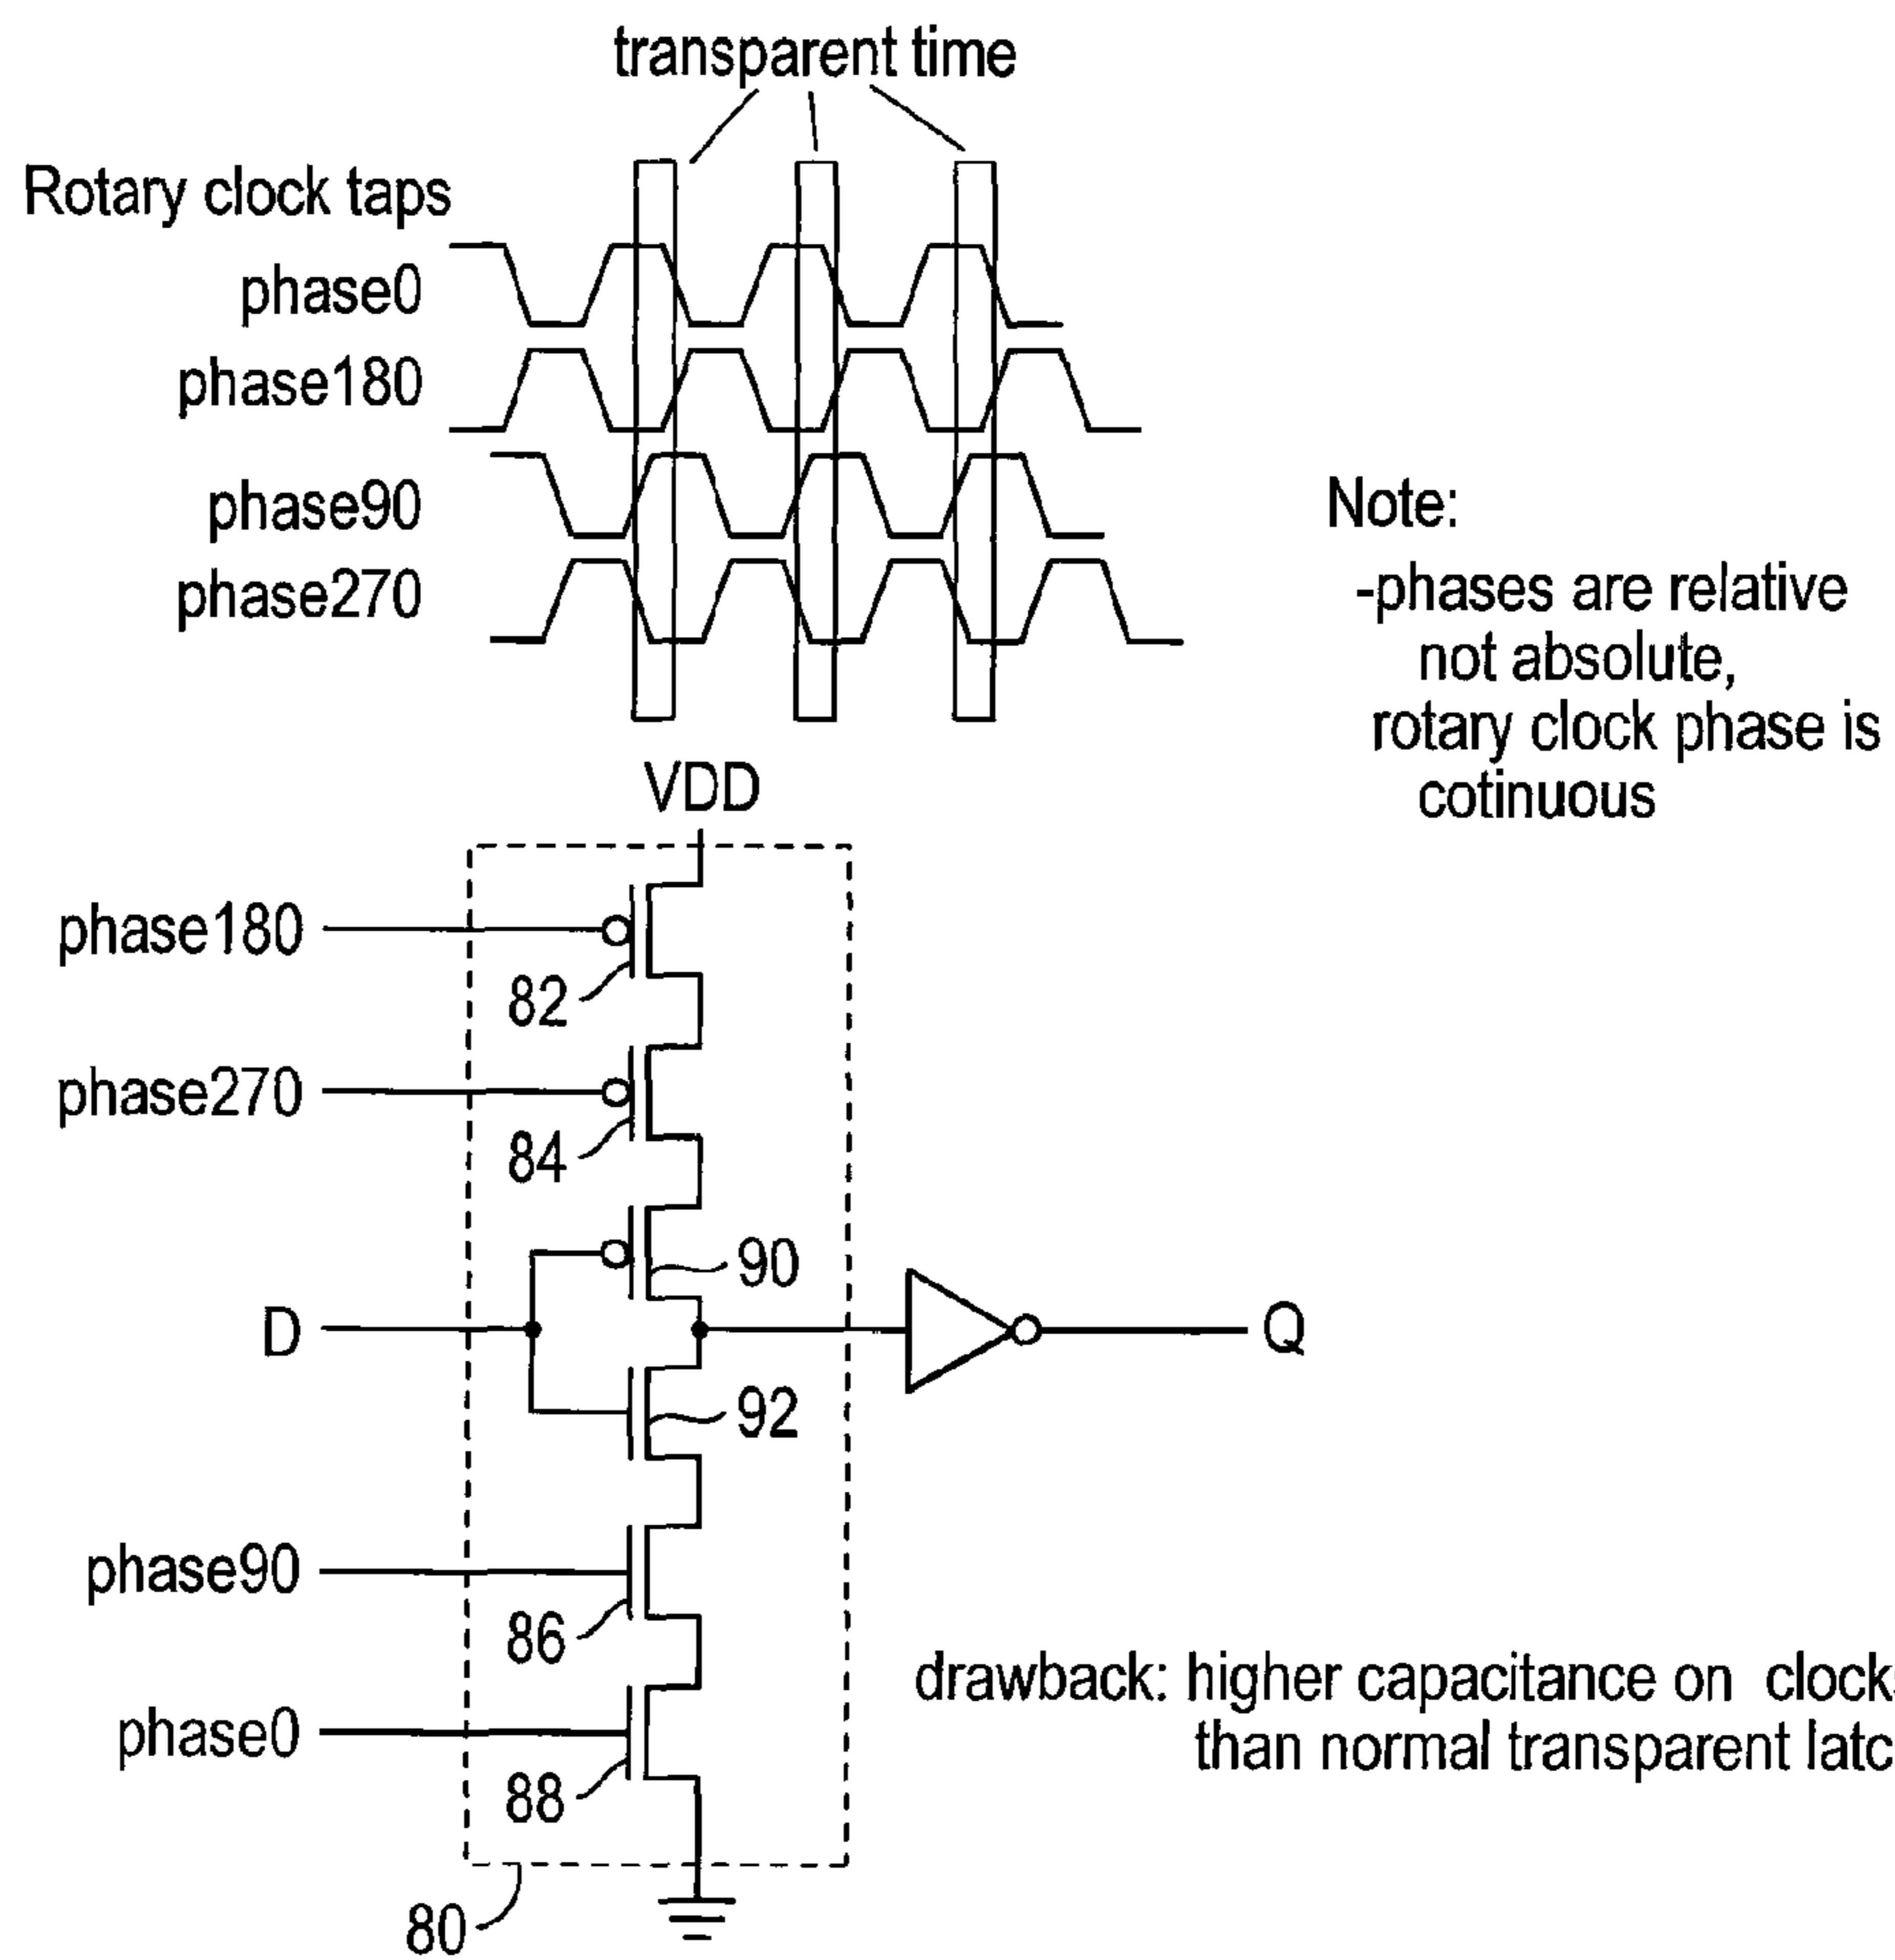 transparent time
Rotary clock taps
phase0
phase180
phase90
phase270
Note:
-phases are relative
not absolute,
rotary clock phase is
cotinuous
VDD
phase180
82
phase270
84
90
D
Q
92
phase90
86
phase0
88
80
drawback: higher capacitance on clocks
than normal transparent latc